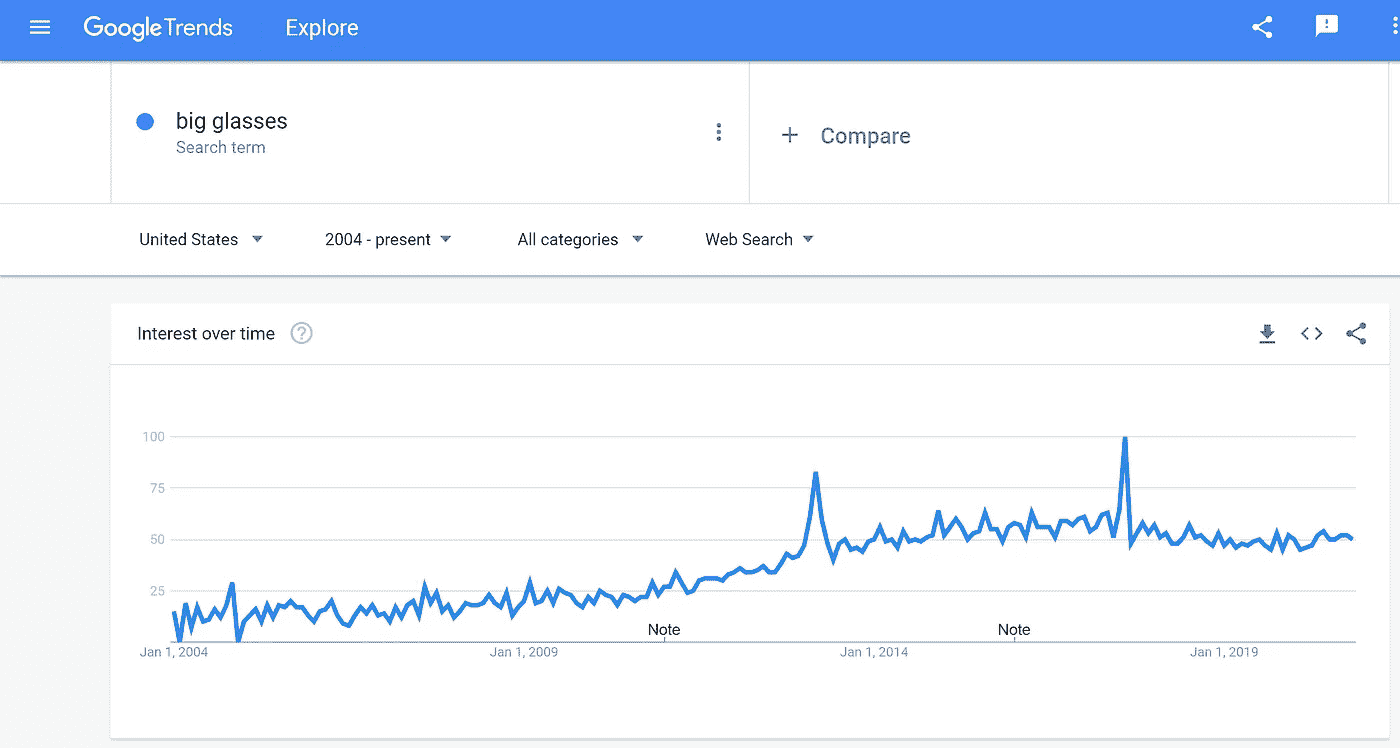 Google Trends Explore
big glasses
Search term
+ Compare
United States 2004 - present All categories Web Search
Interest over time ?
100
75
50
25
Note Note
Jan 1, 2004 Jan 1, 2009 Jan 1, 2014 Jan 1, 2019